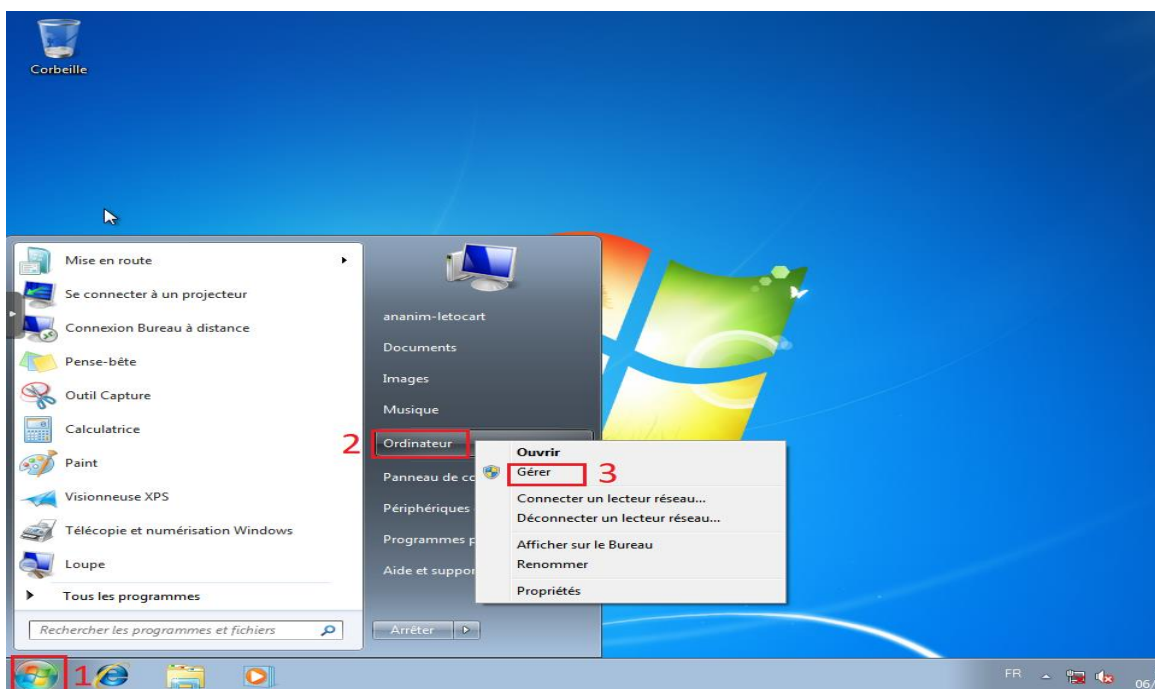 Corbeille
Mise en route
Se connecter à un projecteur
Connexion Bureau à distance
Pense-bête
Outil Capture
Calculatrice
Paint
Visionneuse XPS
Télécopie et numérisation Windows
Loupe
Tous les programmes
Rechercher les programmes et fichiers
ananim-letocart
Documents
Images
Musique
2 Ordinateur
Panneau de co
Périphériques
Programmes p
Aide et suppor
Arrêter
Ouvrir
Gérer 3
Connecter un lecteur réseau...
Déconnecter un lecteur réseau...
Afficher sur le Bureau
Renommer
Propriétés
1
FR
06/